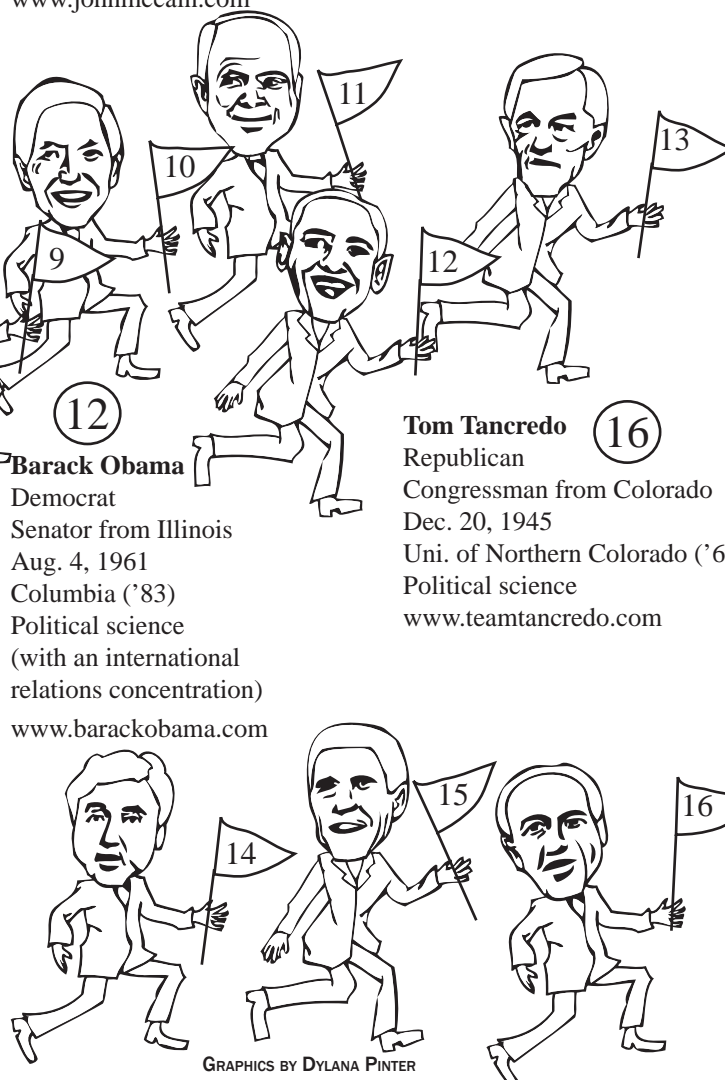 www.johnmccain.com
11
10
13
9
12
12
Barack Obama
Democrat
Senator from Illinois
Aug. 4, 1961
Columbia (’83)
Political science
(with an international
relations concentration)
www.barackobama.com
16
Tom Tancredo
Republican
Congressman from Colorado
Dec. 20, 1945
Uni. of Northern Colorado (’6
Political science
www.teamtancredo.com
14
15
16
GRAPHICS BY DYLANA PINTER